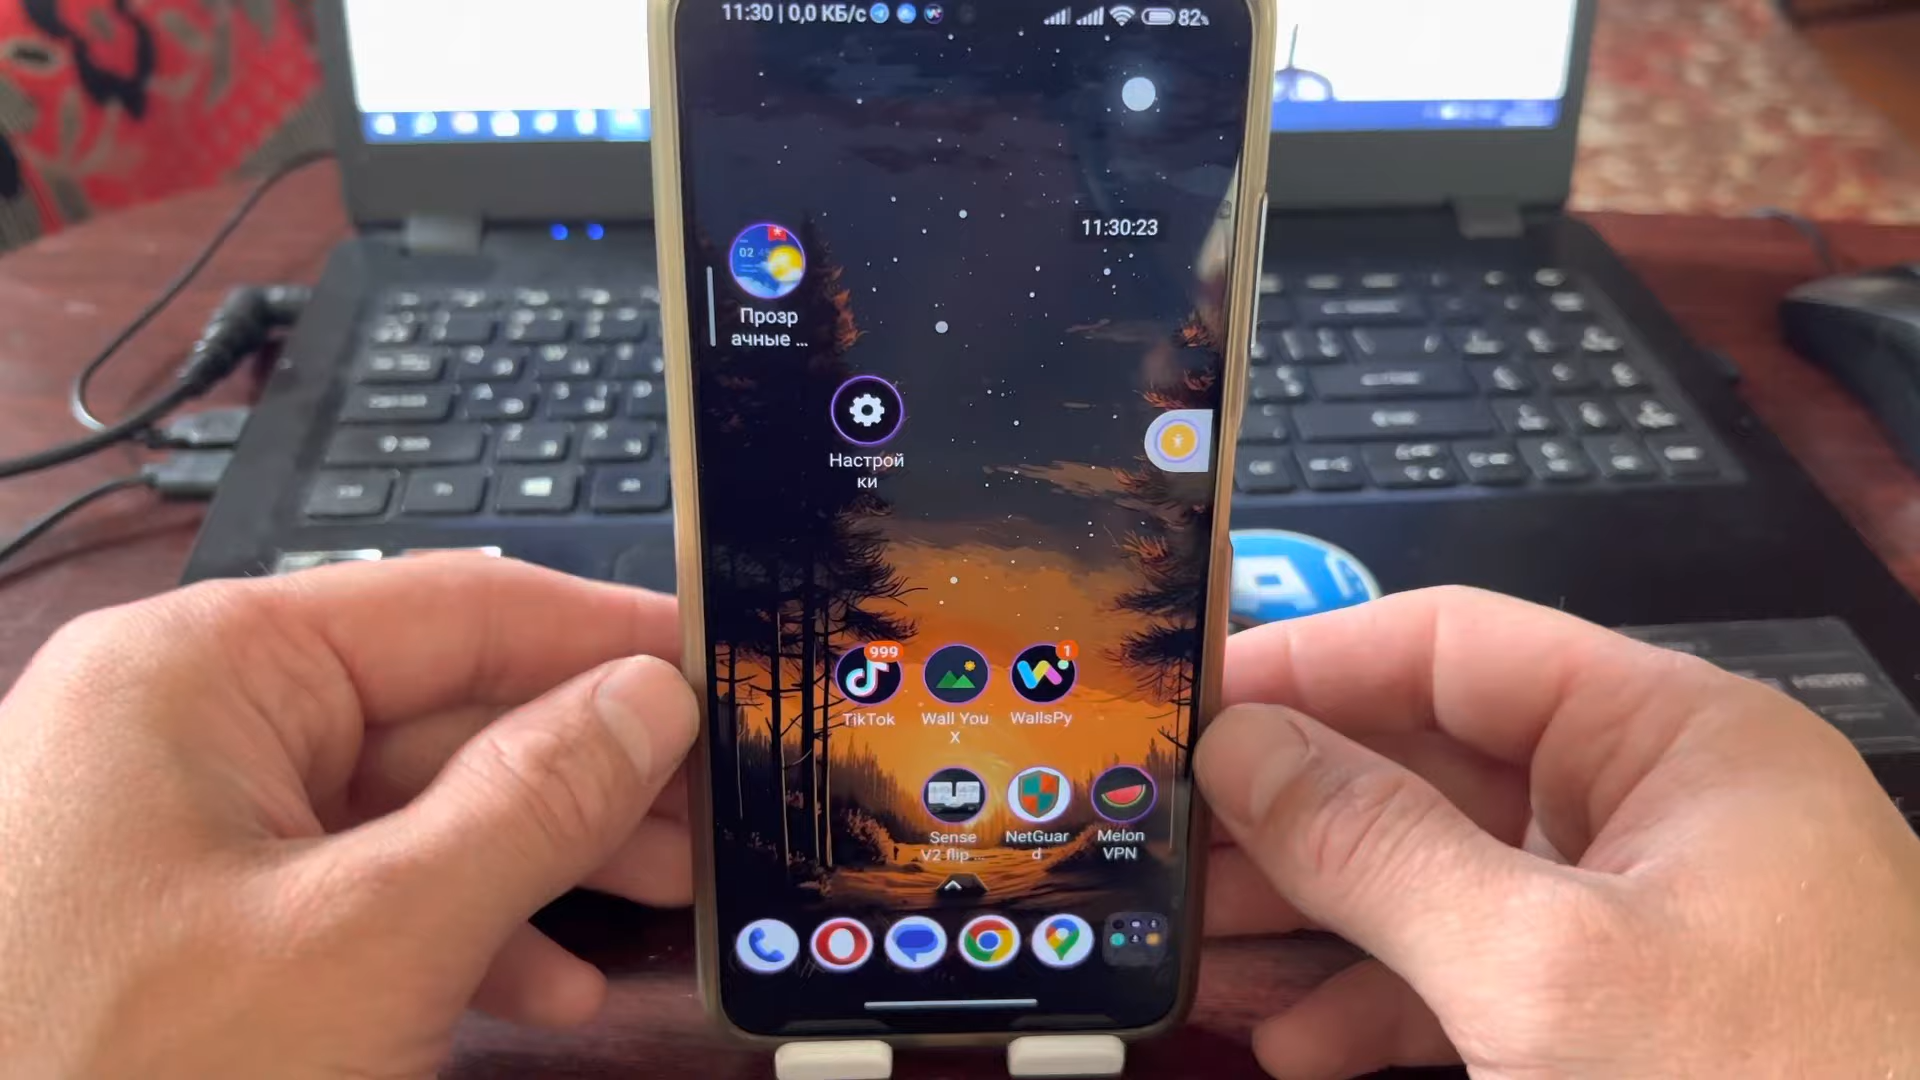 11:30 | 0,0 КБ/с
82%
11:30:23
02
Прозр
ачные ...
Настрой
ки
999
1
TikTok
Wall You
X
WallsPy
Sense
V2 flip ...
NetGuar
d
Melon
VPN